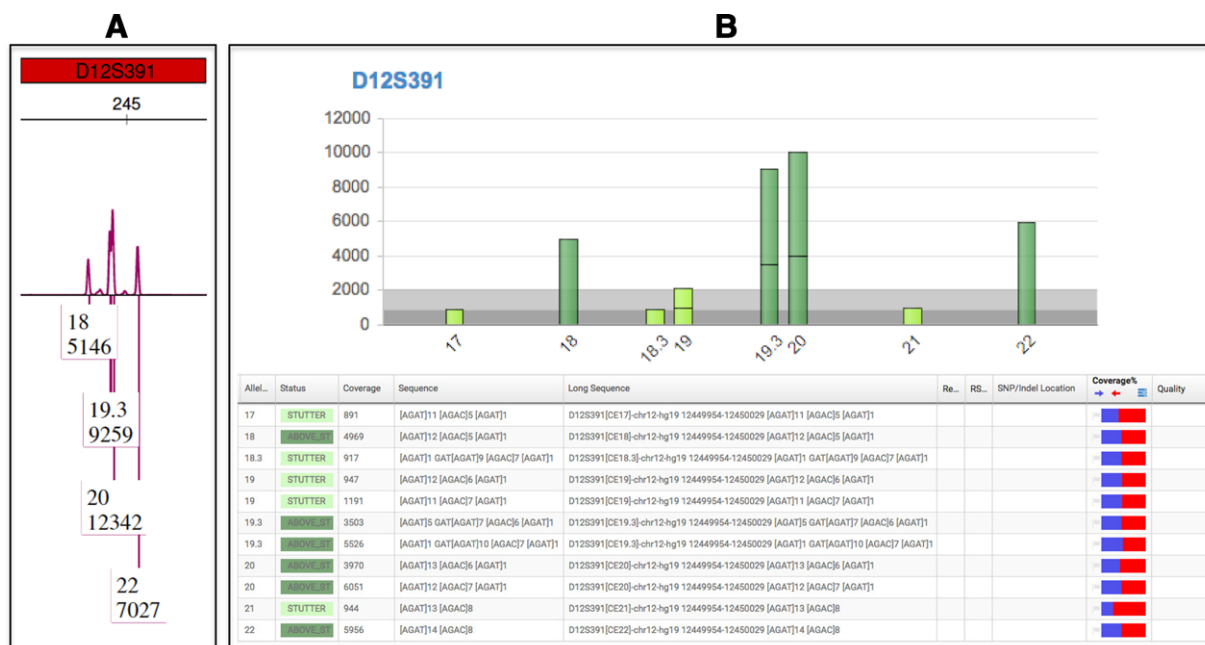 A
B
D12S391
245
18
5146
19.3
9259
20
12342
22
7027
D12S391
12000
10000
8000
6000
4000
2000
0
17 18 18.3 19 19.3 20 21 22
Allel... Status Coverage Sequence Long Sequence Re... RS... SNP/Indel Location Coverage% Quality
17 STUTTER 891 [AGAT]11 [AGAC]5 [AGAT]1 D12S391[CE17]-chr12-hg19 12449954-12450029 [AGAT]11 [AGAC]5 [AGAT]1
18 ABOVE_ST 4969 [AGAT]12 [AGAC]5 [AGAT]1 D12S391[CE18]-chr12-hg19 12449954-12450029 [AGAT]12 [AGAC]5 [AGAT]1
18.3 STUTTER 917 [AGAT]1 GAT[AGAT]9 [AGAC]7 [AGAT]1 D12S391[CE18.3]-chr12-hg19 12449954-12450029 [AGAT]1 GAT[AGAT]9 [AGAC]7 [AGAT]1
19 STUTTER 947 [AGAT]12 [AGAC]6 [AGAT]1 D12S391[CE19]-chr12-hg19 12449954-12450029 [AGAT]12 [AGAC]6 [AGAT]1
19 STUTTER 1191 [AGAT]11 [AGAC]7 [AGAT]1 D12S391[CE19]-chr12-hg19 12449954-12450029 [AGAT]11 [AGAC]7 [AGAT]1
19.3 ABOVE_ST 3503 [AGAT]5 GAT[AGAT]7 [AGAC]6 [AGAT]1 D12S391[CE19.3]-chr12-hg19 12449954-12450029 [AGAT]5 GAT[AGAT]7 [AGAC]6 [AGAT]1
19.3 ABOVE_ST 5526 [AGAT]1 GAT[AGAT]10 [AGAC]7 [AGAT]1 D12S391[CE19.3]-chr12-hg19 12449954-12450029 [AGAT]1 GAT[AGAT]10 [AGAC]7 [AGAT]1
20 ABOVE_ST 3970 [AGAT]13 [AGAC]6 [AGAT]1 D12S391[CE20]-chr12-hg19 12449954-12450029 [AGAT]13 [AGAC]6 [AGAT]1
20 ABOVE_ST 6051 [AGAT]12 [AGAC]7 [AGAT]1 D12S391[CE20]-chr12-hg19 12449954-12450029 [AGAT]12 [AGAC]7 [AGAT]1
21 STUTTER 944 [AGAT]13 [AGAC]8 D12S391[CE21]-chr12-hg19 12449954-12450029 [AGAT]13 [AGAC]8
22 ABOVE_ST 5956 [AGAT]14 [AGAC]8 D12S391[CE22]-chr12-hg19 12449954-12450029 [AGAT]14 [AGAC]8